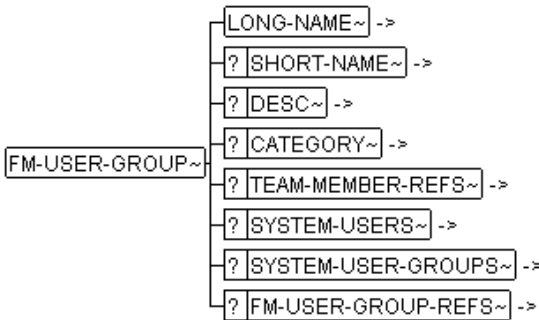 LONG-NAME~ ->
? SHORT-NAME~ ->
? DESC~ ->
? CATEGORY~ ->
FM-USER-GROUP~
? TEAM-MEMBER-REFS~ ->
? SYSTEM-USERS~ ->
? SYSTEM-USER-GROUPS~ ->
? FM-USER-GROUP-REFS~ ->